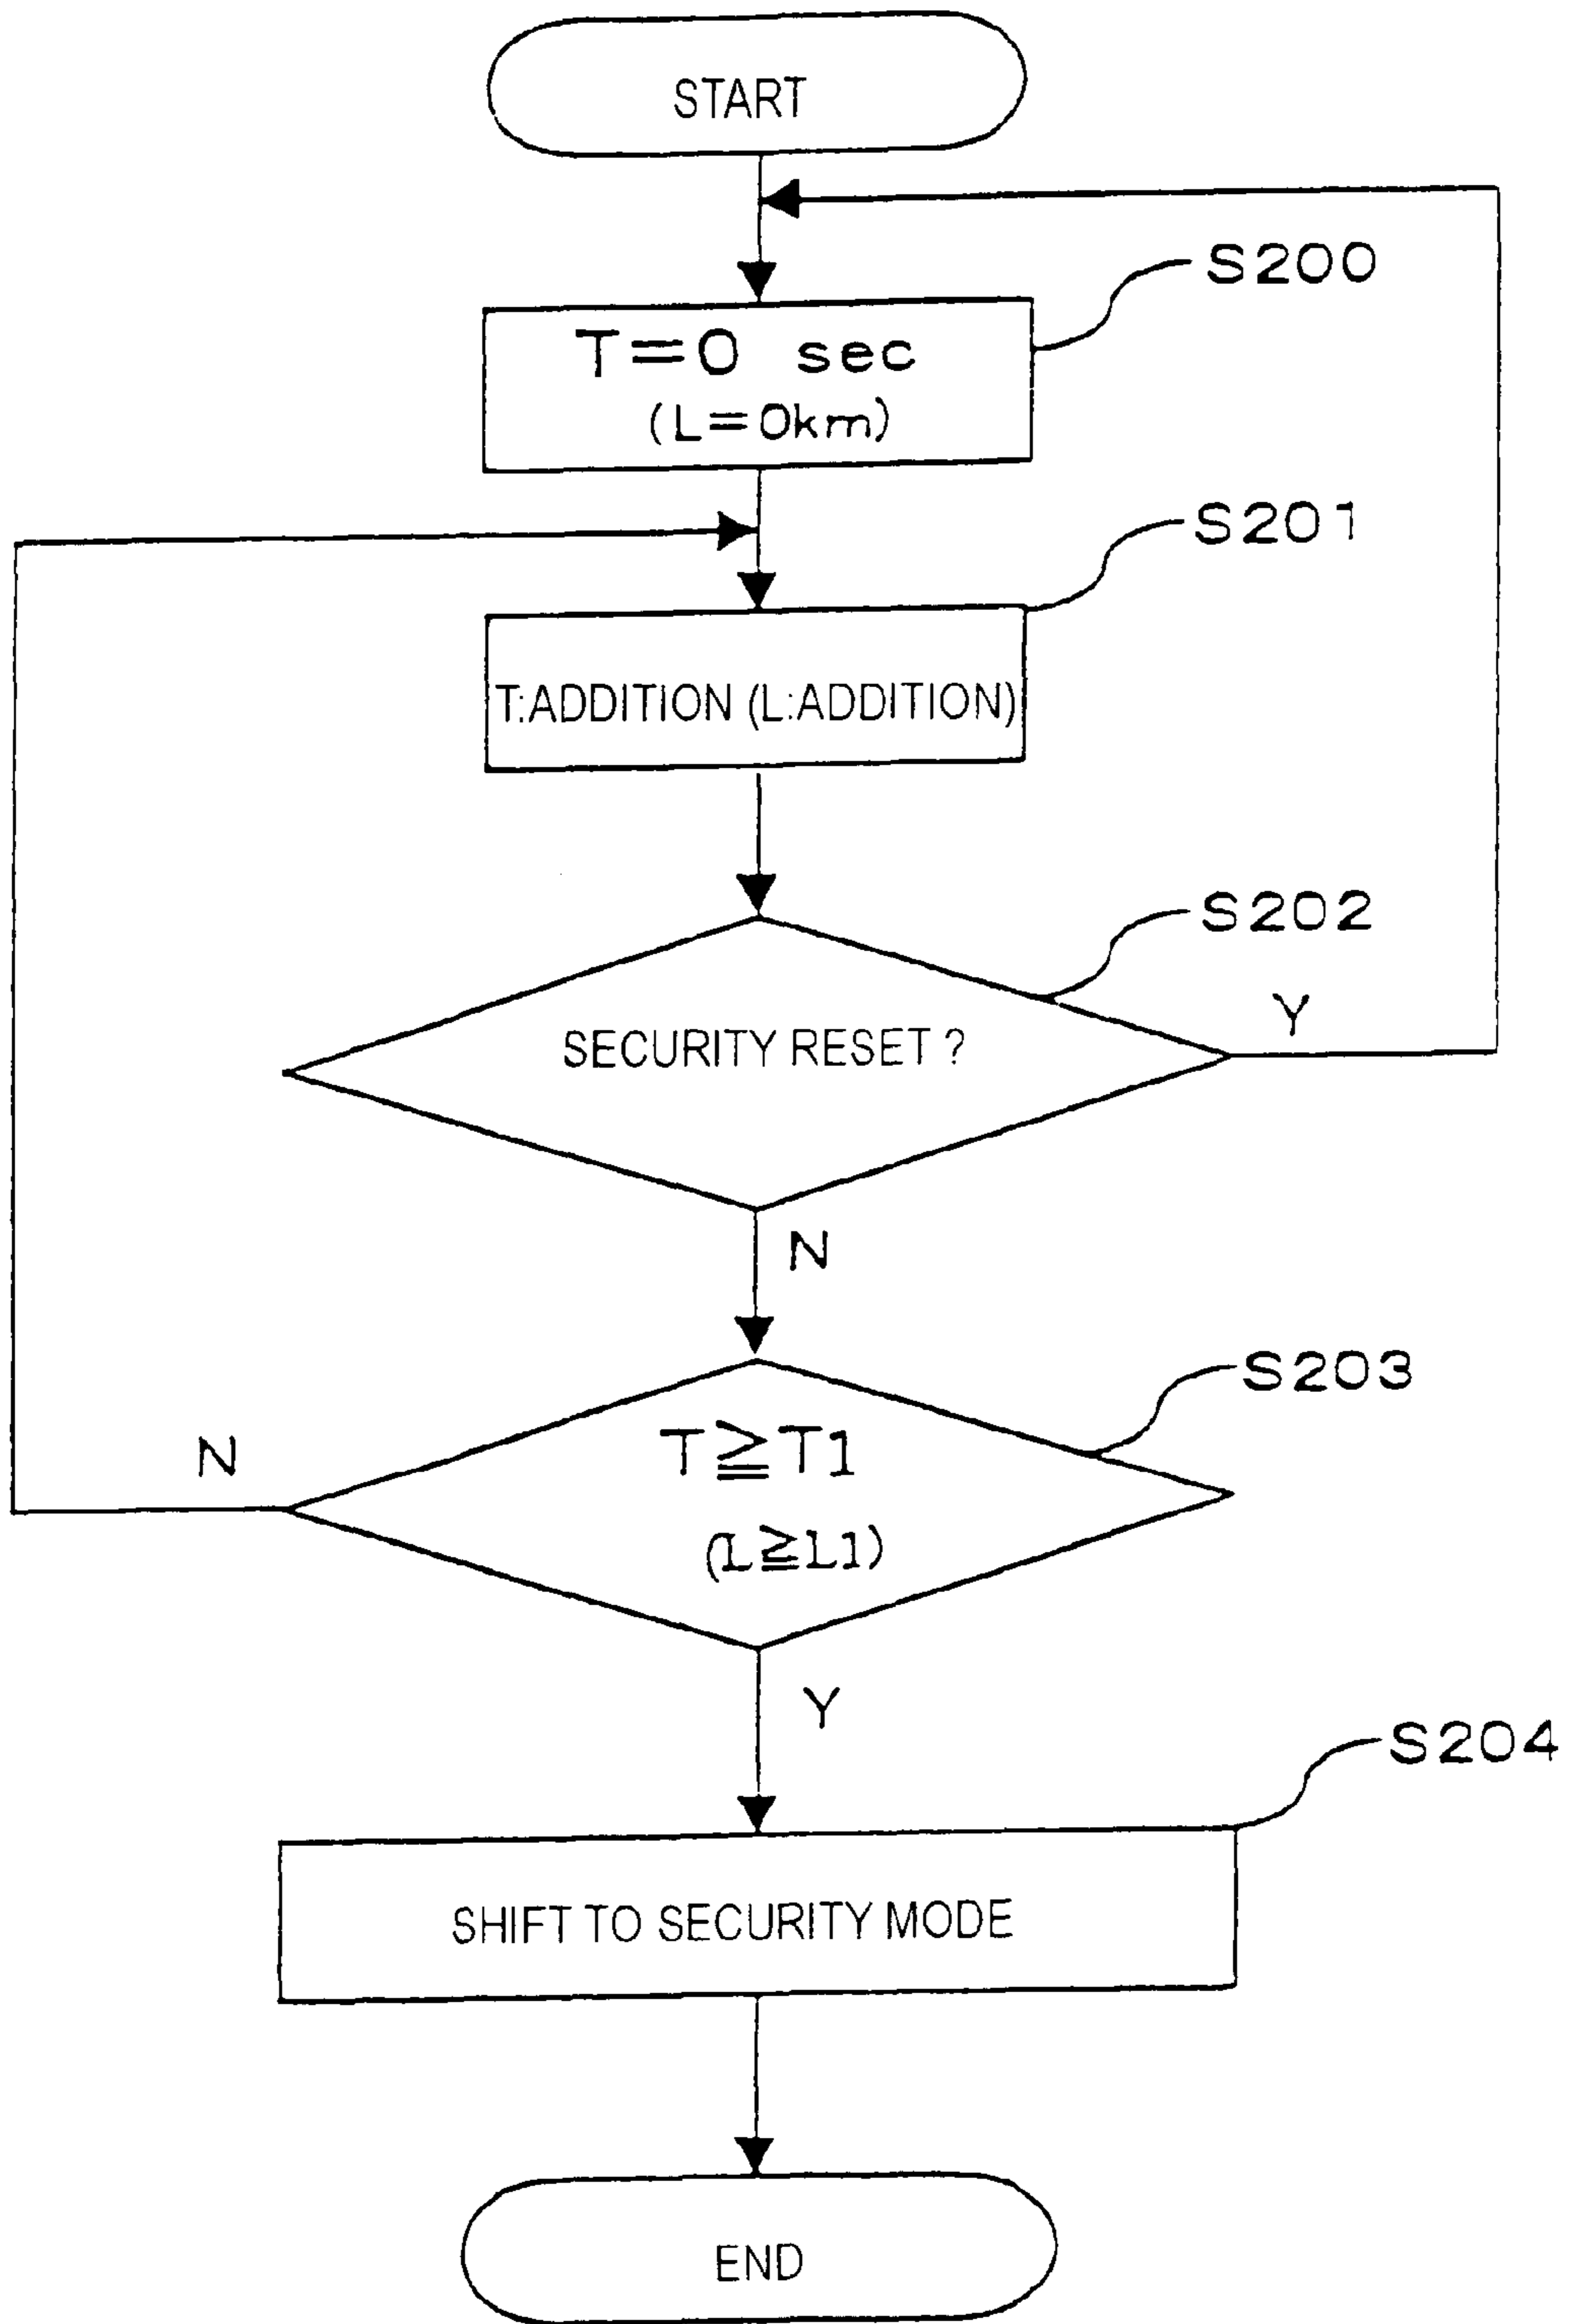 START
S200
T=0 sec
(L=0km)
S201
T:ADDITION (L:ADDITION)
S202
SECURITY RESET ?
Y
N
S203
T≧T1
(L≧L1)
N
Y
S204
SHIFT TO SECURITY MODE
END